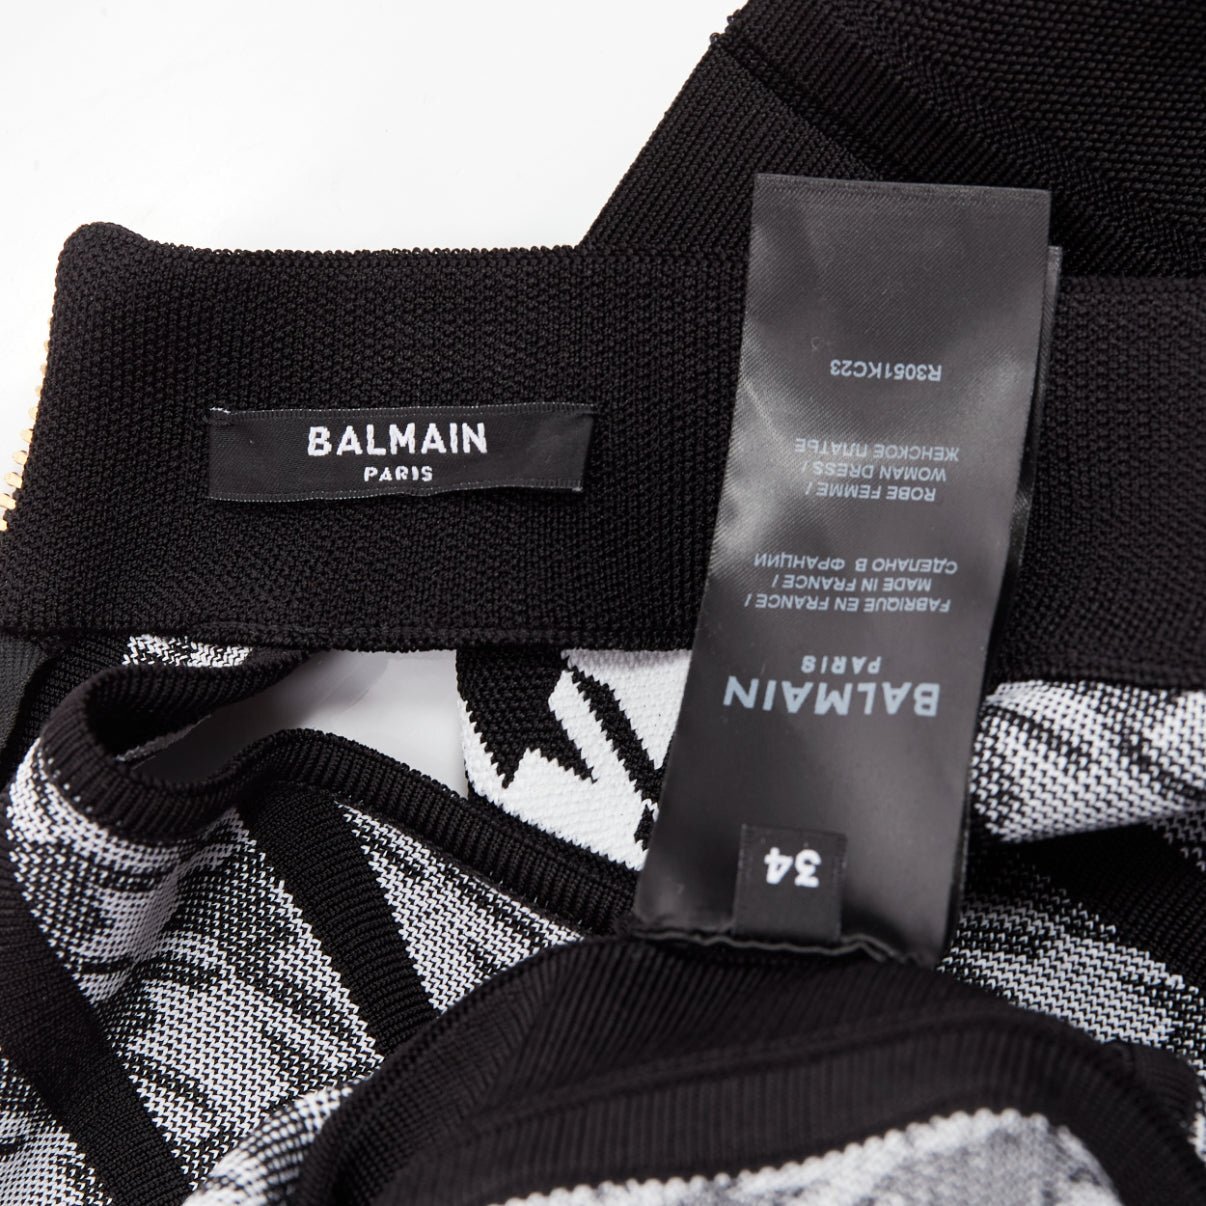 BALMAIN
PARIS
BALMAIN
PARIS
FABRIQUE EN FRANCE /
MADE IN FRANCE /
СДЕЛАНО В ФРАНЦИИ
ROBE FEMME /
WOMAN DRESS /
ЖЕНСКОЕ ПЛАТЬЕ
R3051KC23
34